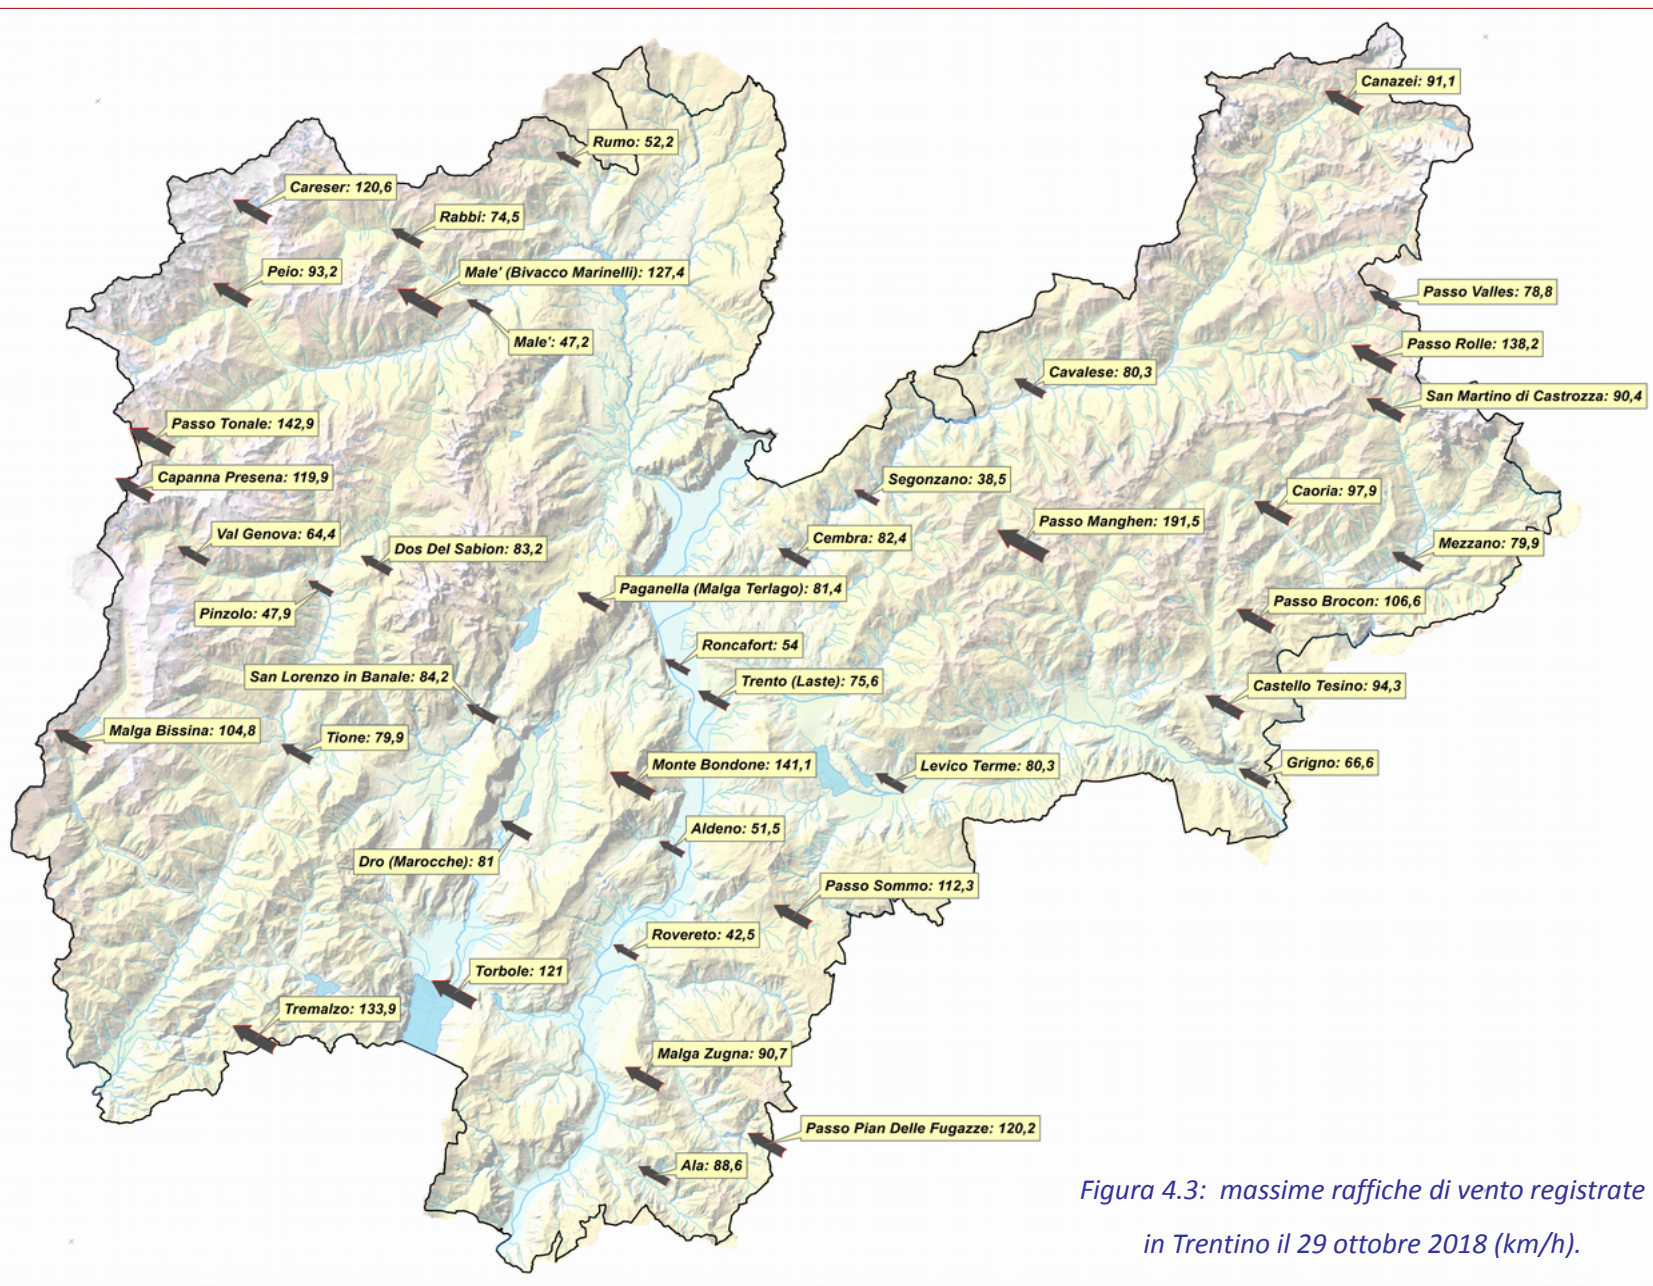 Canazei: 91,1
Rumo: 52,2
Careser: 120,6
Rabbi: 74,5
Peio: 93,2
Male' (Bivacco Marinelli): 127,4
Passo Valles: 78,8
Male': 47,2
Passo Rolle: 138,2
Cavalese: 80,3
San Martino di Castrozza: 90,4
Passo Tonale: 142,9
Capanna Presena: 119,9
Segonzano: 38,5
Caoria: 97,9
Passo Manghen: 191,5
Val Genova: 64,4
Cembra: 82,4
Mezzano: 79,9
Dos Del Sabion: 83,2
Paganella (Malga Terlago): 81,4
Passo Brocon: 106,6
Pinzolo: 47,9
Roncafort: 54
San Lorenzo in Banale: 84,2
Trento (Laste): 75,6
Castello Tesino: 94,3
Malga Bissina: 104,8
Tione: 79,9
Monte Bondone: 141,1
Levico Terme: 80,3
Grigno: 66,6
Aldeno: 51,5
Dro (Marocche): 81
Passo Sommo: 112,3
Rovereto: 42,5
Torbole: 121
Tremalzo: 133,9
Malga Zugna: 90,7
Passo Pian Delle Fugazze: 120,2
Ala: 88,6
Figura 4.3: massime raffiche di vento registrate
in Trentino il 29 ottobre 2018 (km/h).